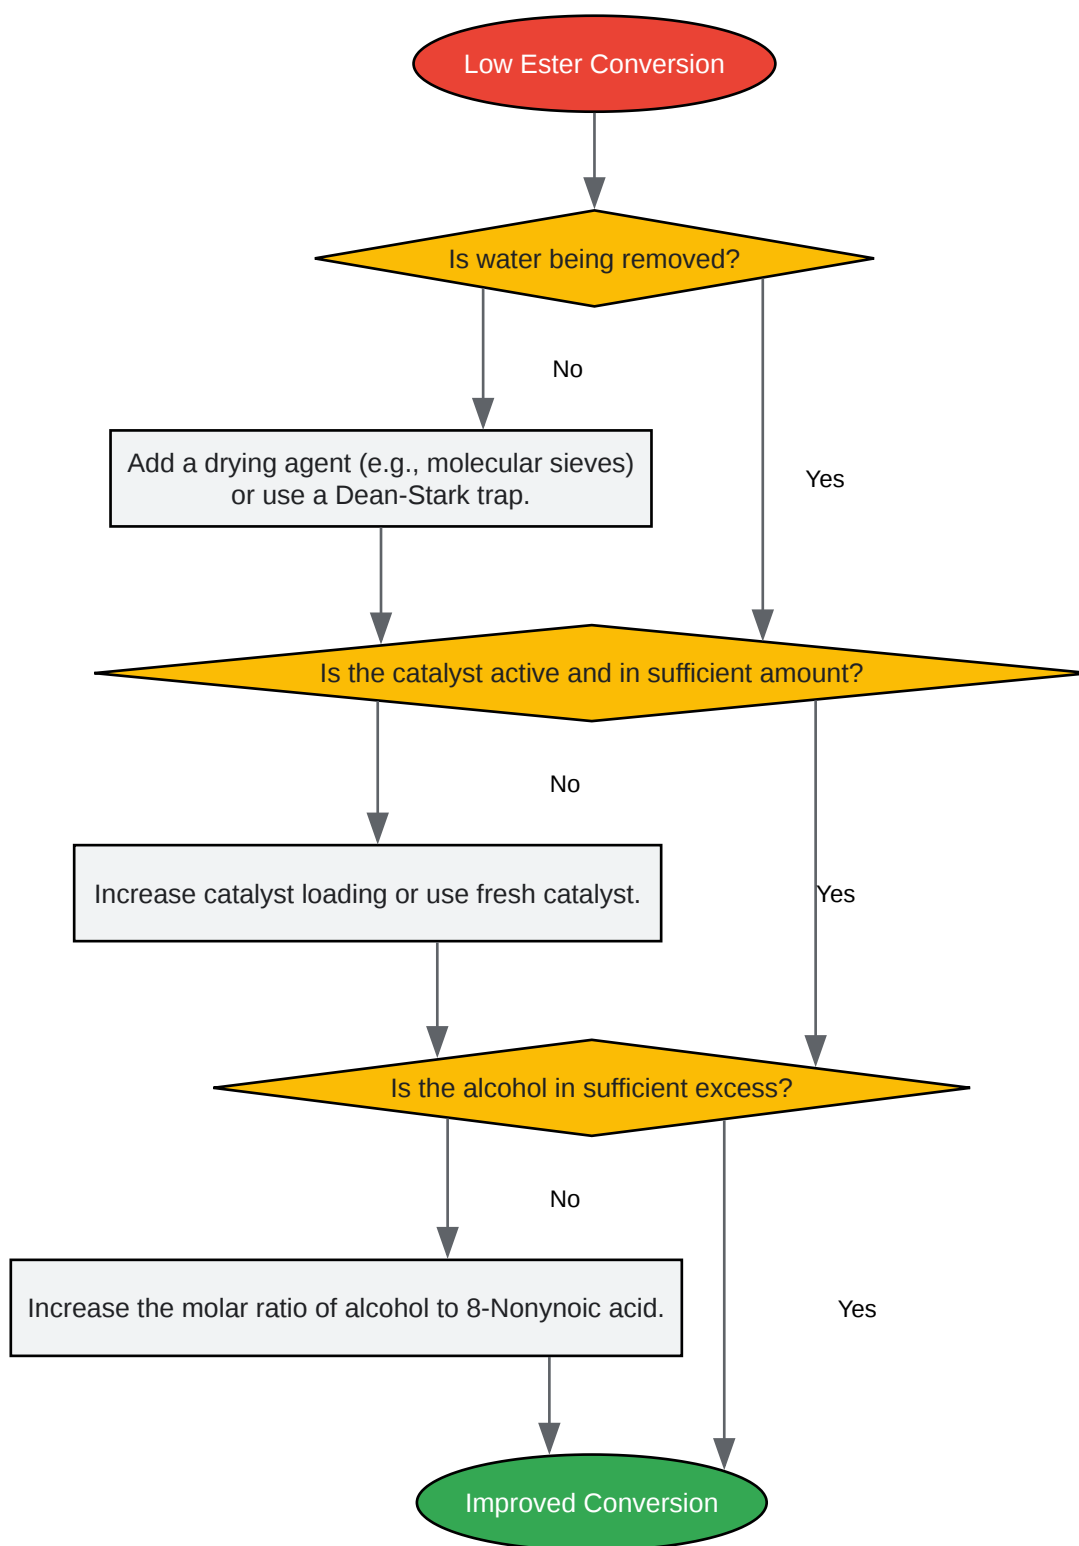 Low Ester Conversion
Is water being removed?
No
Add a drying agent (e.g., molecular sieves)
or use a Dean-Stark trap.
Yes
Is the catalyst active and in sufficient amount?
No
Increase catalyst loading or use fresh catalyst.
Yes
Is the alcohol in sufficient excess?
No
Increase the molar ratio of alcohol to 8-Nonynoic acid.
Yes
Improved Conversion